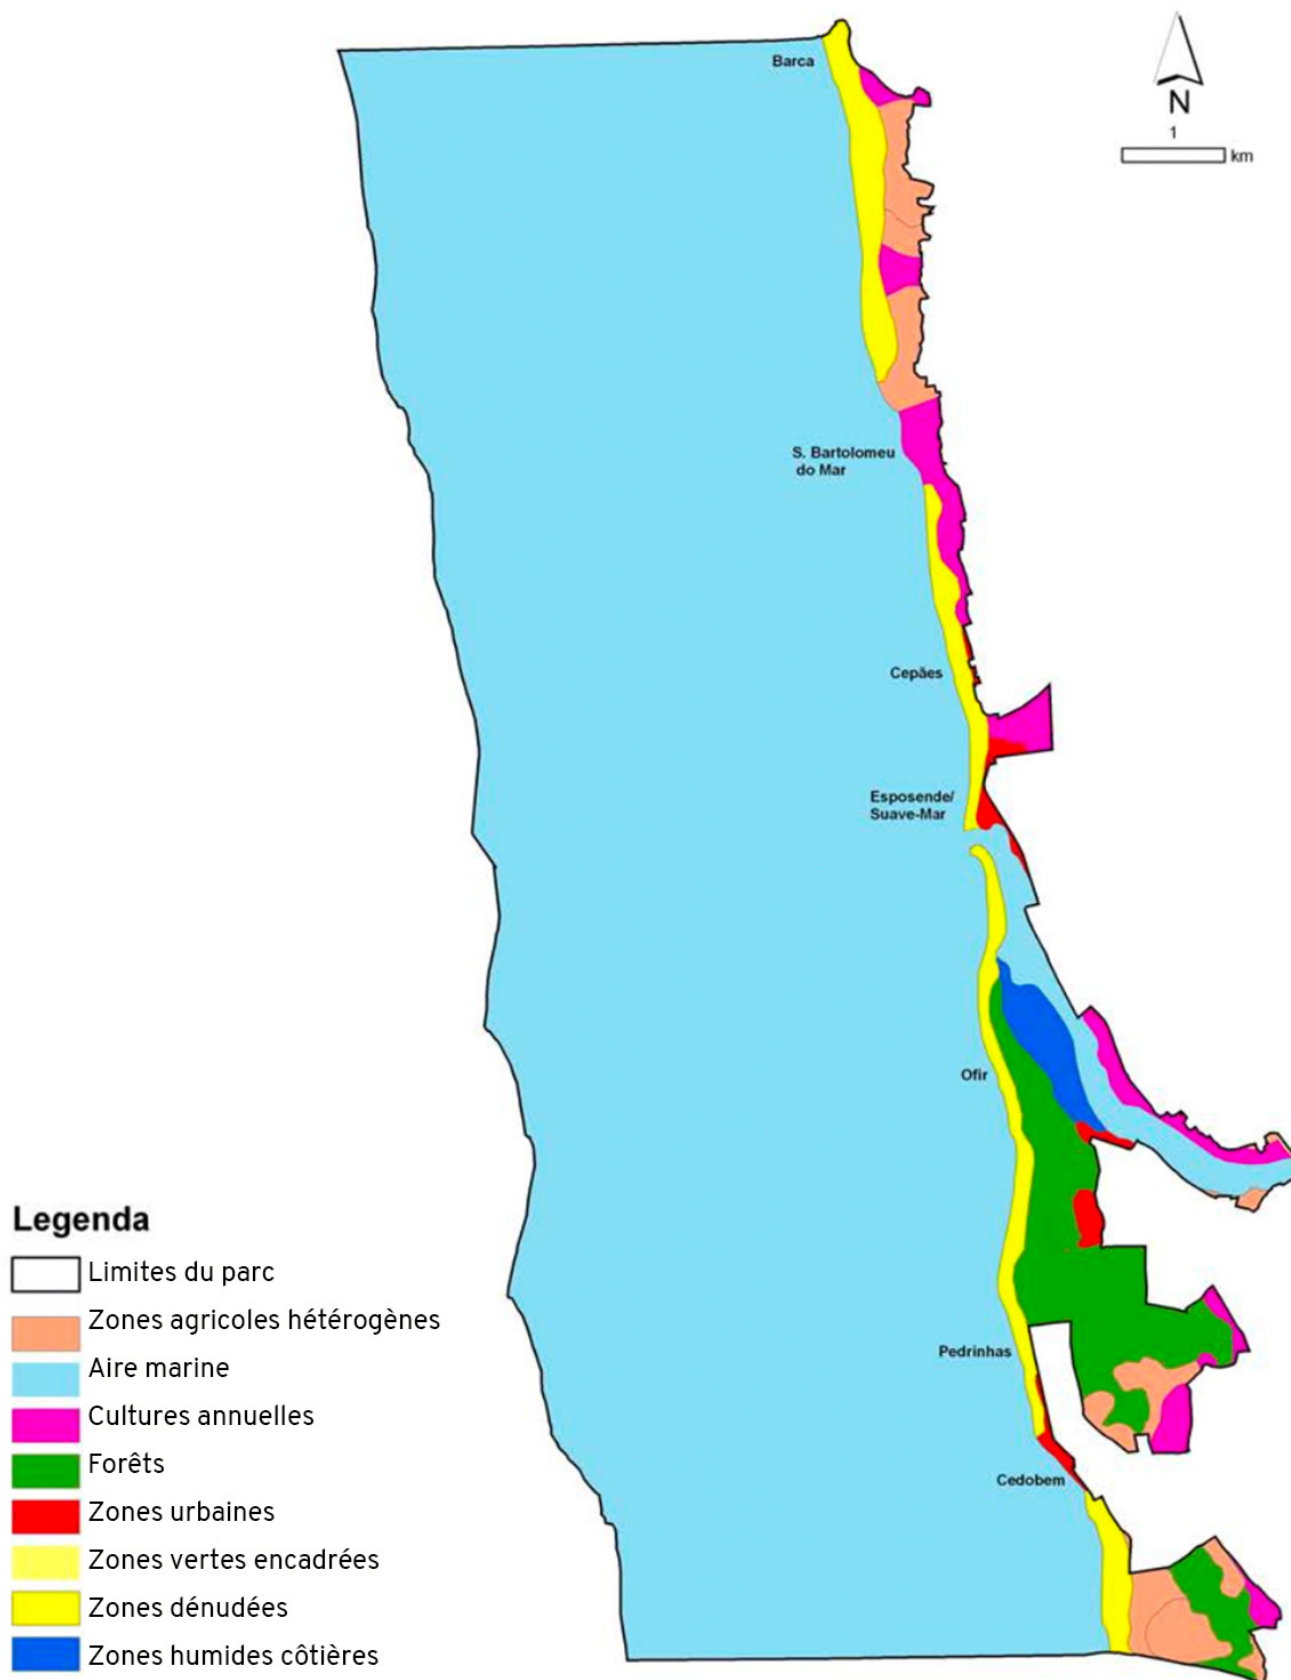 Barca
N
1
km
S. Bartolomeu
do Mar
Cepães
Esposende/
Suave-Mar
Ofir
Pedrinhas
Cedobem
Legenda
Limites du parc
Zones agricoles hétérogènes
Aire marine
Cultures annuelles
Forêts
Zones urbaines
Zones vertes encadrées
Zones dénudées
Zones humides côtières